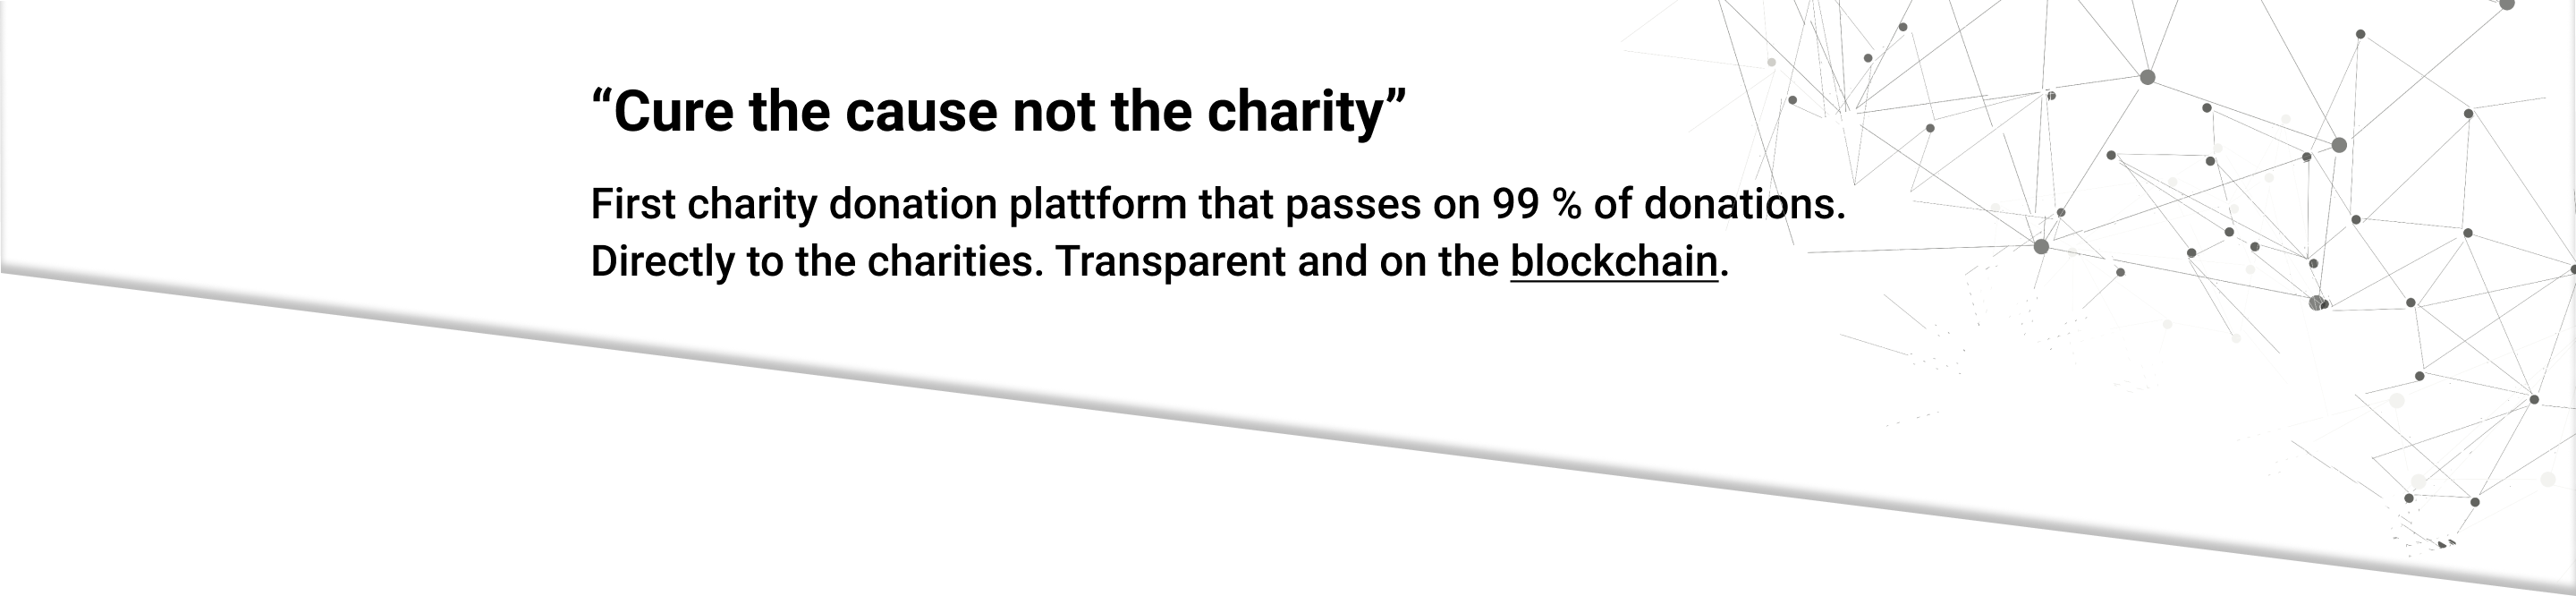 “Cure the cause not the charity”
First charity donation plattform that passes on 99 % of donations.
Directly to the charities. Transparent and on the blockchain.